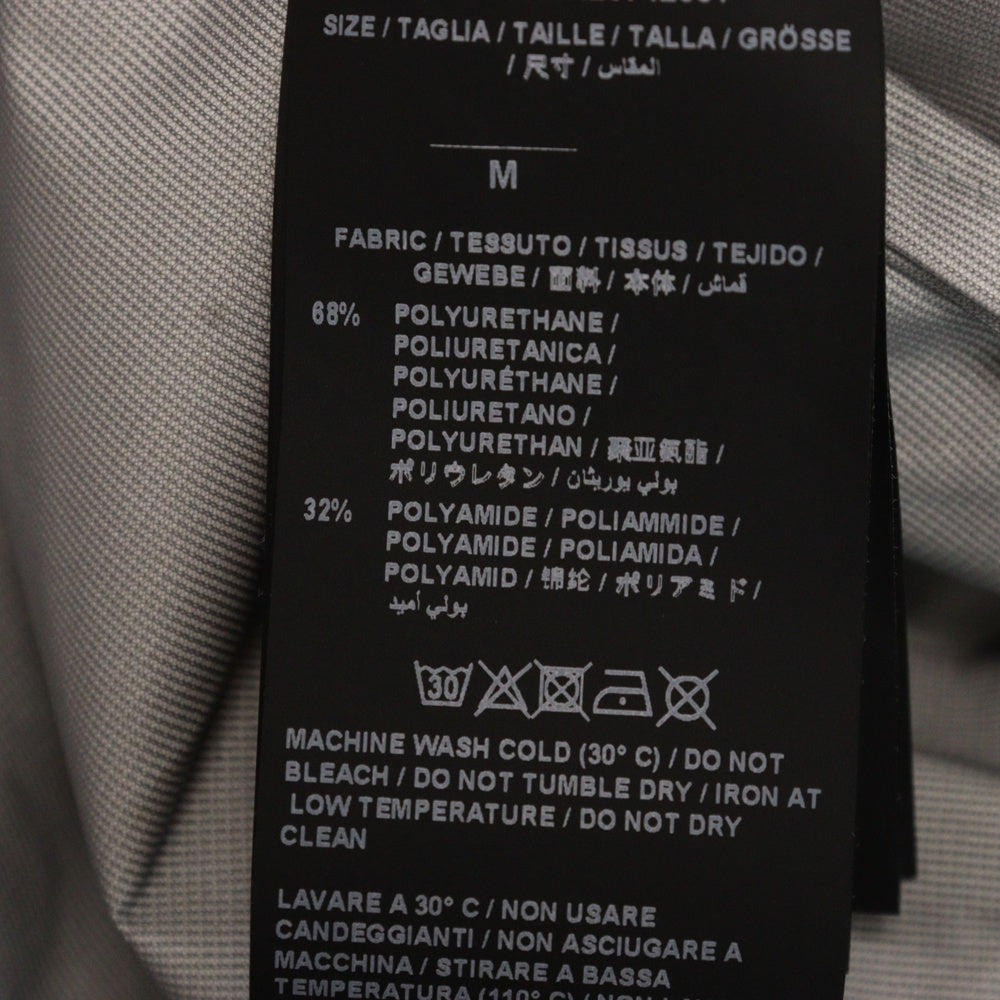 SIZE / TAGLIA / TAILLE / TALLA / GRÖSSE
/ 尺寸 / المقاس
M
FABRIC / TESSUTO / TISSUS / TEJIDO /
GEWEBE / 面料 / 本体 / قماش
68% POLYURETHANE /
POLIURETANICA /
POLYURÉTHANE /
POLIURETANO /
POLYURETHAN / 聚亚氨酯 /
ポリウレタン / بولي يوريثان
32% POLYAMIDE / POLIAMMIDE /
POLYAMIDE / POLIAMIDA /
POLYAMID / 锦纶 / ポリアミド /
بولي أميد
30
MACHINE WASH COLD (30° C) / DO NOT
BLEACH / DO NOT TUMBLE DRY / IRON AT
LOW TEMPERATURE / DO NOT DRY
CLEAN
LAVARE A 30° C / NON USARE
CANDEGGIANTI / NON ASCIUGARE A
MACCHINA / STIRARE A BASSA
TEMPERATURA (110° C) / NON